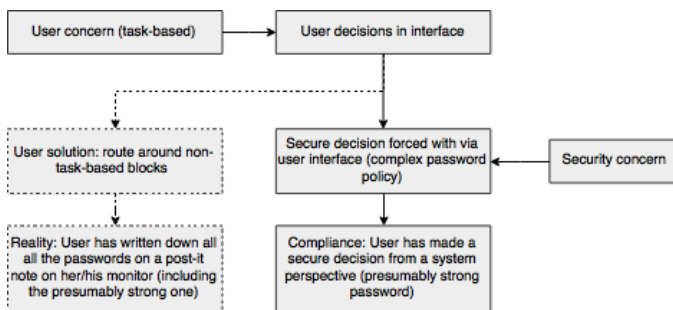 User concern (task-based)
User decisions in interface
User solution: route around non-
task-based blocks
Secure decision forced with via
user interface (complex password
policy)
Security concern
Reality: User has written down all
all the passwords on a post-it
note on her/his monitor (including
the presumably strong one)
Compliance: User has made a
secure decision from a system
perspective (presumably strong
password)